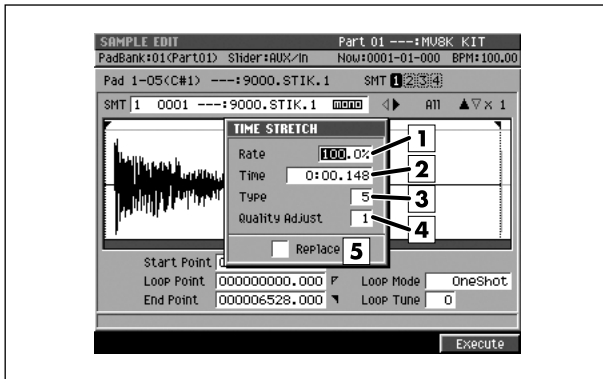 SAMPLE EDIT Part 01 ---:MV8K KIT
PadBank:01(Part01) Slider:AUX/In Now:0001-01-000 BPM:100.00
Pad 1-05(C#1) ---:9000.STIK.1 SMT 1 2 3 4
SMT 1 0001 ---:9000.STIK.1 mono ◁▶ All ▲▽× 1
TIME STRETCH
Rate 100.0% 1
Time 0:00.148 2
Type 5 3
Quality Adjust 1 4
Replace 5
Start Point
Loop Point 000000000.000 Loop Mode OneShot
End Point 000006528.000 Loop Tune 0
Execute